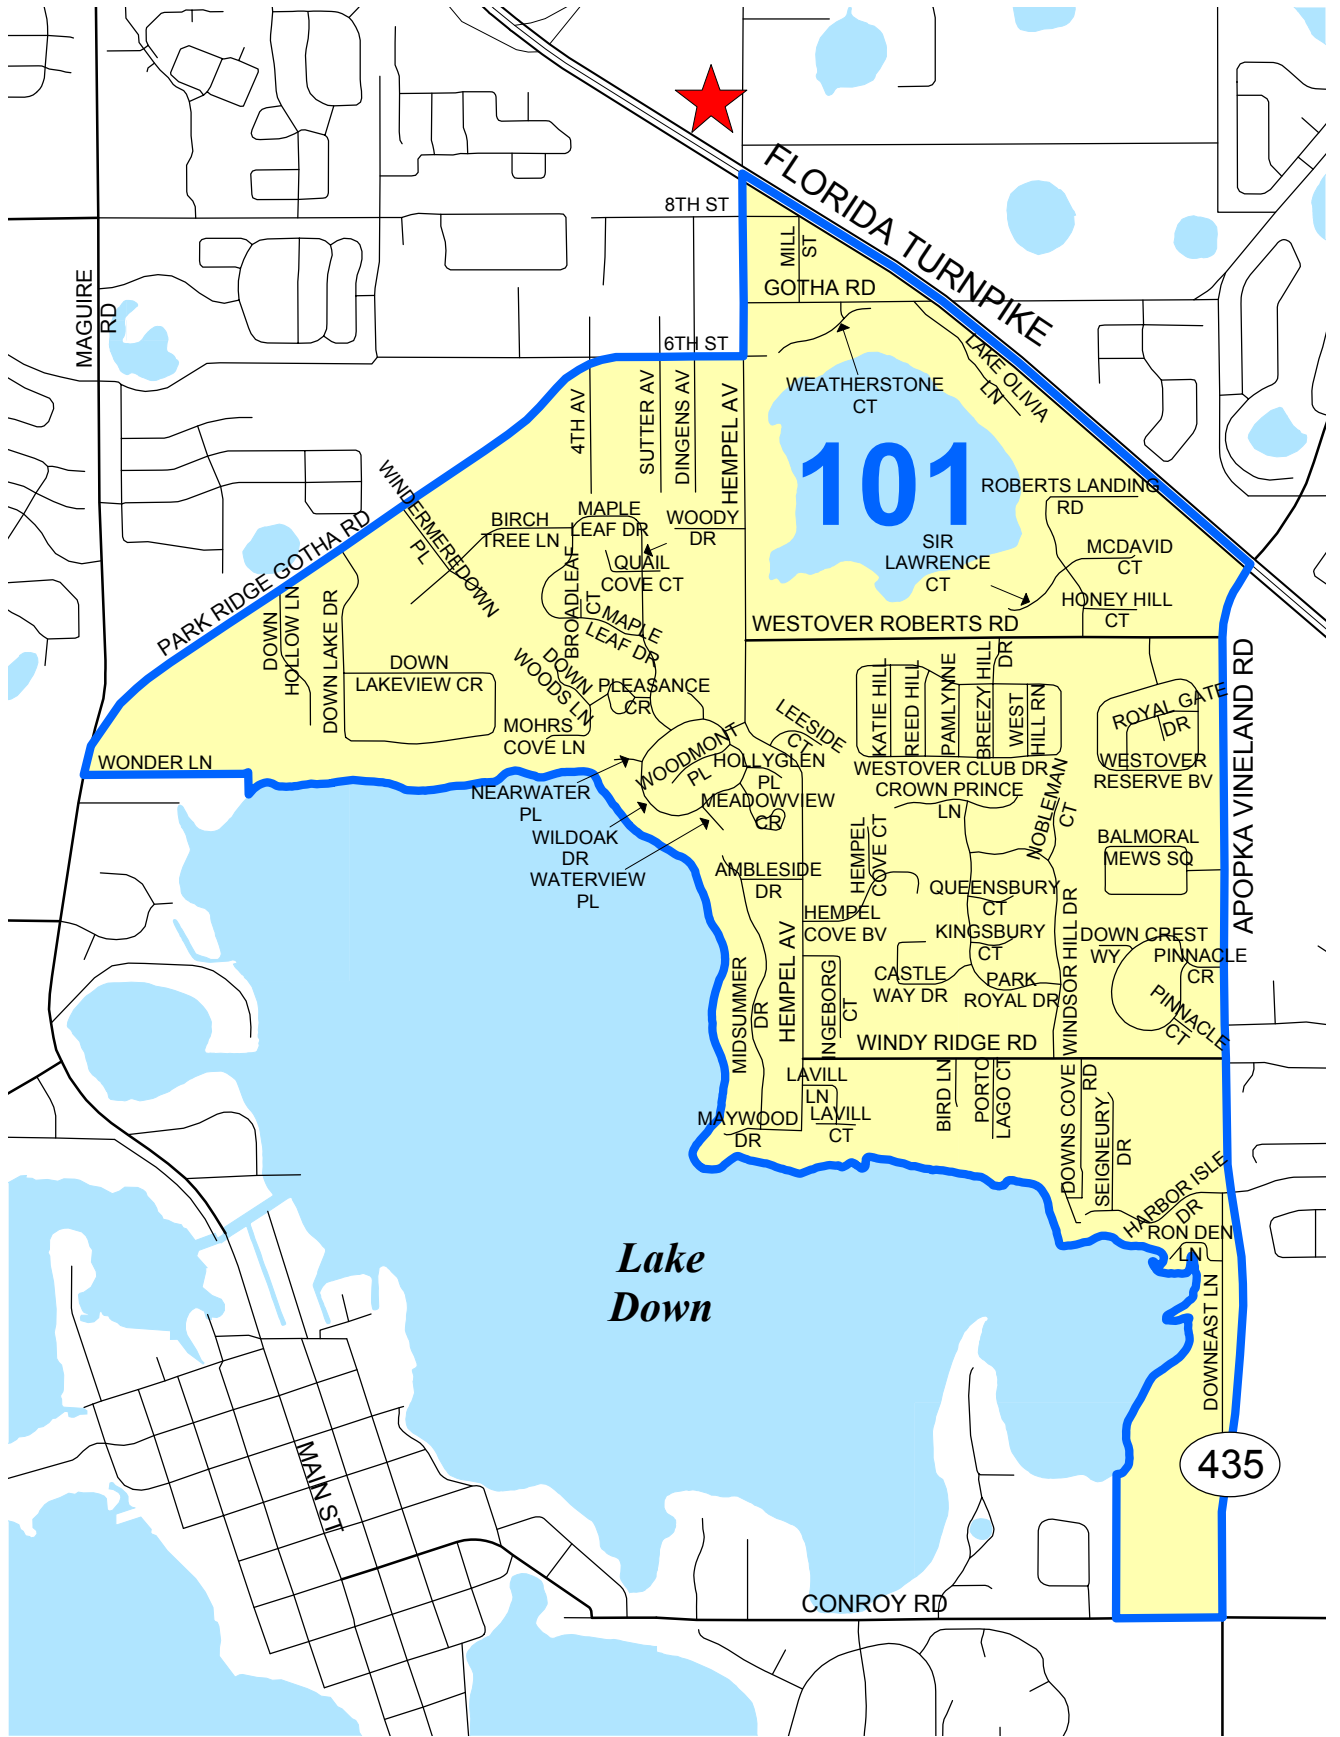 FLORIDA TURNPIKE
8TH ST
MILL
ST
GOTHA RD
MAGUIRE
RD
6TH ST
LAKE OLIVIA
LN
WEATHERSTONE
CT
4TH AV
SUTTER AV
DINGENS AV
HEMPEL AV
101
WINDERMERE
PL
DOWN
ROBERTS LANDING
RD
MAPLE
LEAF DR
BIRCH
TREE LN
WOODY
DR
PARK RIDGE GOTHA RD
SIR
LAWRENCE
CT
MCDAVID
CT
QUAIL
COVE CT
BROADLEAF
CT
HONEY HILL
CT
DOWN
HOLLOW LN
DOWN LAKE DR
MAPLE
LEAF DR
WESTOVER ROBERTS RD
DOWN
LAKEVIEW CR
DOWN
WOODS LN
PLEASANCE
CR
KATIE HILL
REED HILL
PAMLYNNE
BREEZY HILL
DR
WEST
HILL RN
ROYAL GATE
DR
APOPKA VINELAND RD
LEESIDE
CT
MOHRS
COVE LN
WOODMONT
PL
HOLLYGLEN
PL
WONDER LN
WESTOVER CLUB DR
WESTOVER
RESERVE BV
NEARWATER
PL
MEADOWVIEW
CR
CROWN PRINCE
LN
NOBLEMAN
CT
WILDOAK
DR
HEMPEL
COVE CT
BALMORAL
MEWS SQ
WATERVIEW
PL
AMBLESIDE
DR
QUEENSBURY
CT
HEMPEL
COVE BV
KINGSBURY
CT
WINDSOR HILL DR
DOWN CREST
WY
PINNACLE
CR
MIDSUMMER
DR
HEMPEL AV
INGEBORG
CT
CASTLE
WAY DR
PARK
ROYAL DR
PINNACLE
CT
WINDY RIDGE RD
LAVILL
LN
BIRD LN
PORTO
LAGO CT
DOWNS COVE
RD
SEIGNEURY
DR
MAYWOOD
DR
LAVILL
CT
HARBOR ISLE
DR
RON DEN
LN
Lake
Down
DOWNEAST LN
MAIN ST
435
CONROY RD